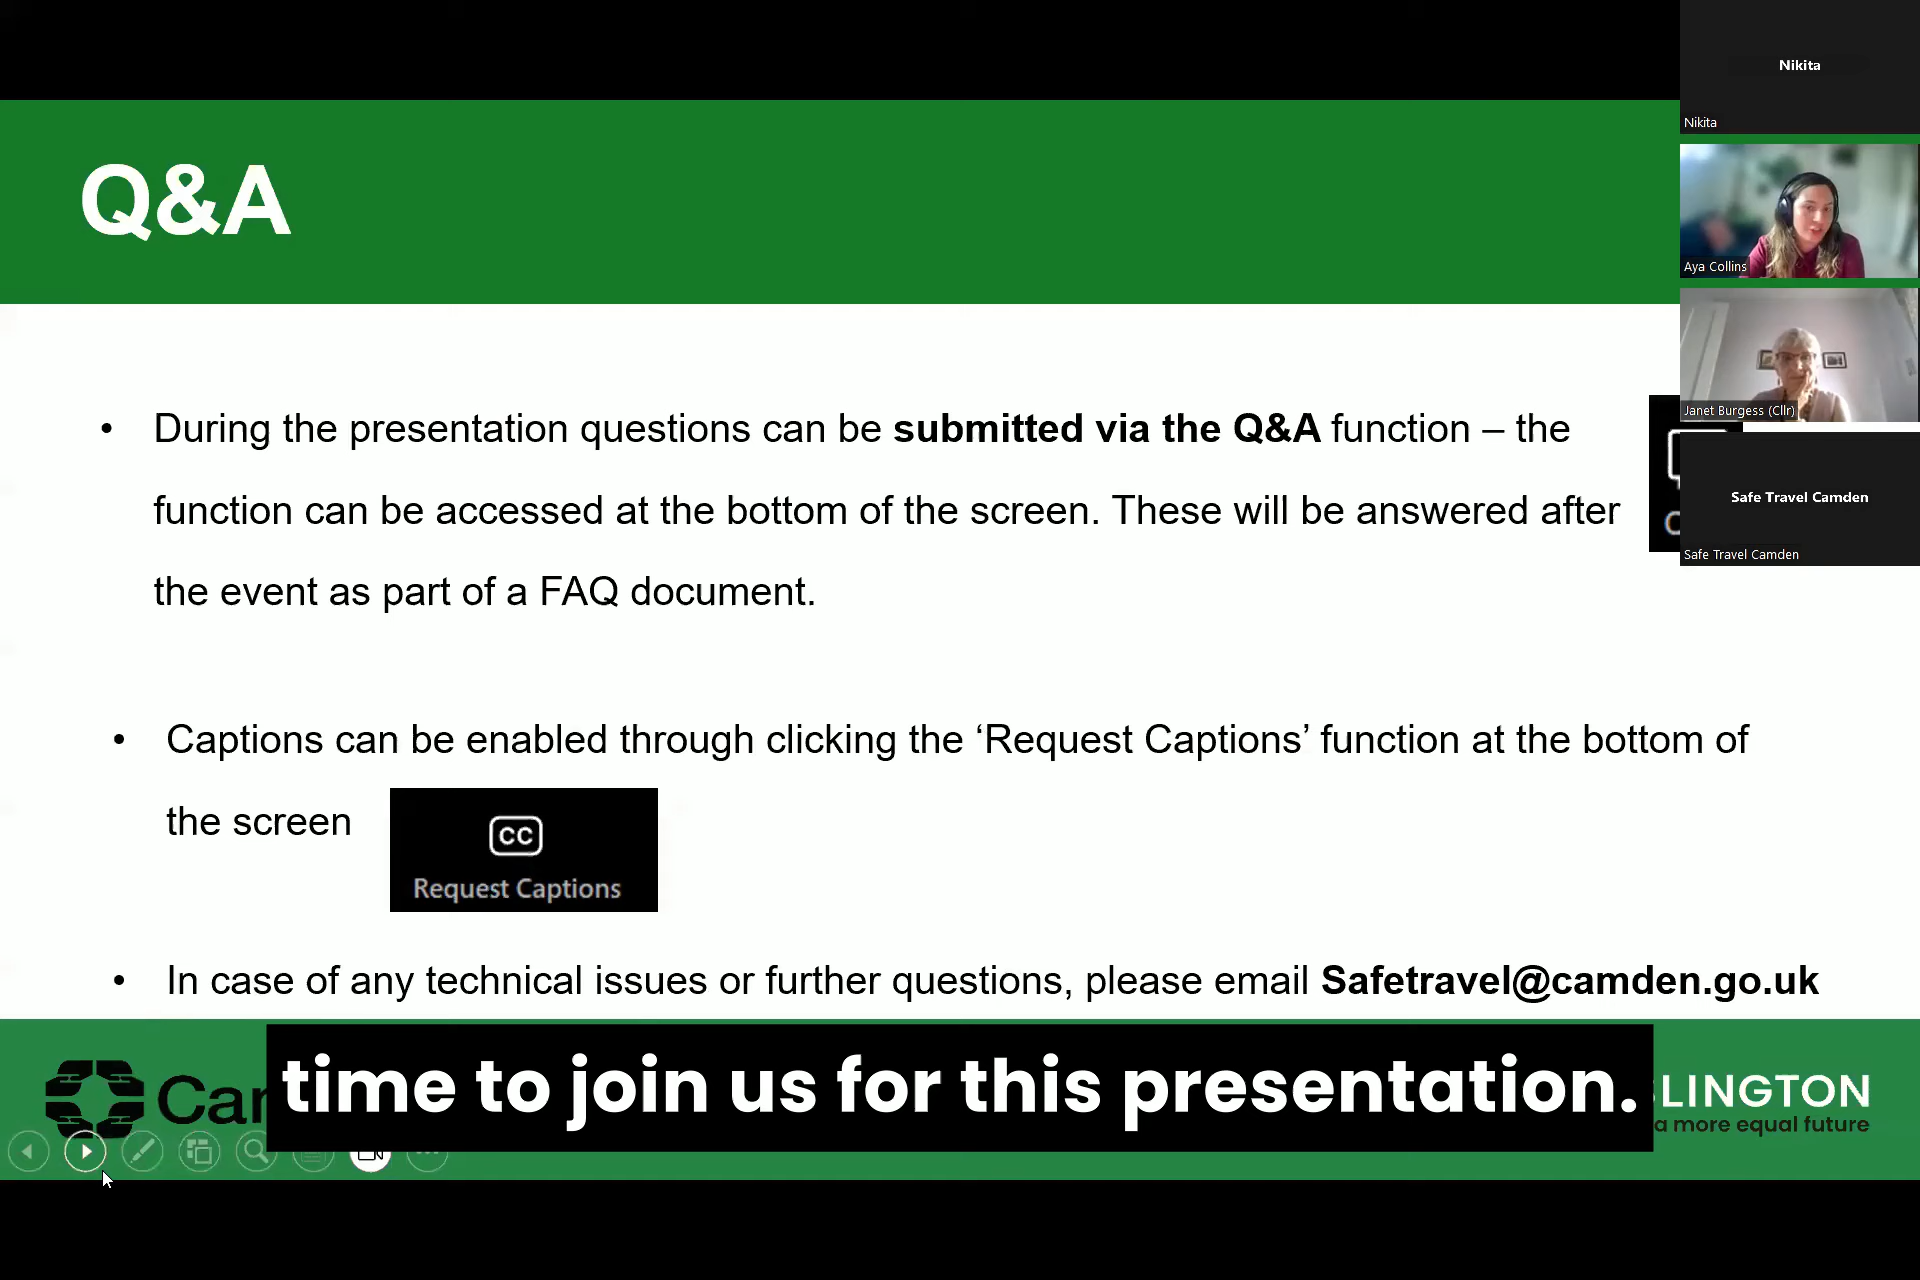 Q&A
During the presentation questions can be submitted via the Q&A function – the
function can be accessed at the bottom of the screen. These will be answered after
the event as part of a FAQ document.
Captions can be enabled through clicking the ‘Request Captions’ function at the bottom of
the screen
CC
Request Captions
In case of any technical issues or further questions, please email Safetravel@camden.go.uk
time to join us for this presentation.
a more equal future
Nikita
Nikita
Aya Collins
Janet Burgess (Cllr)
Safe Travel Camden
Safe Travel Camden